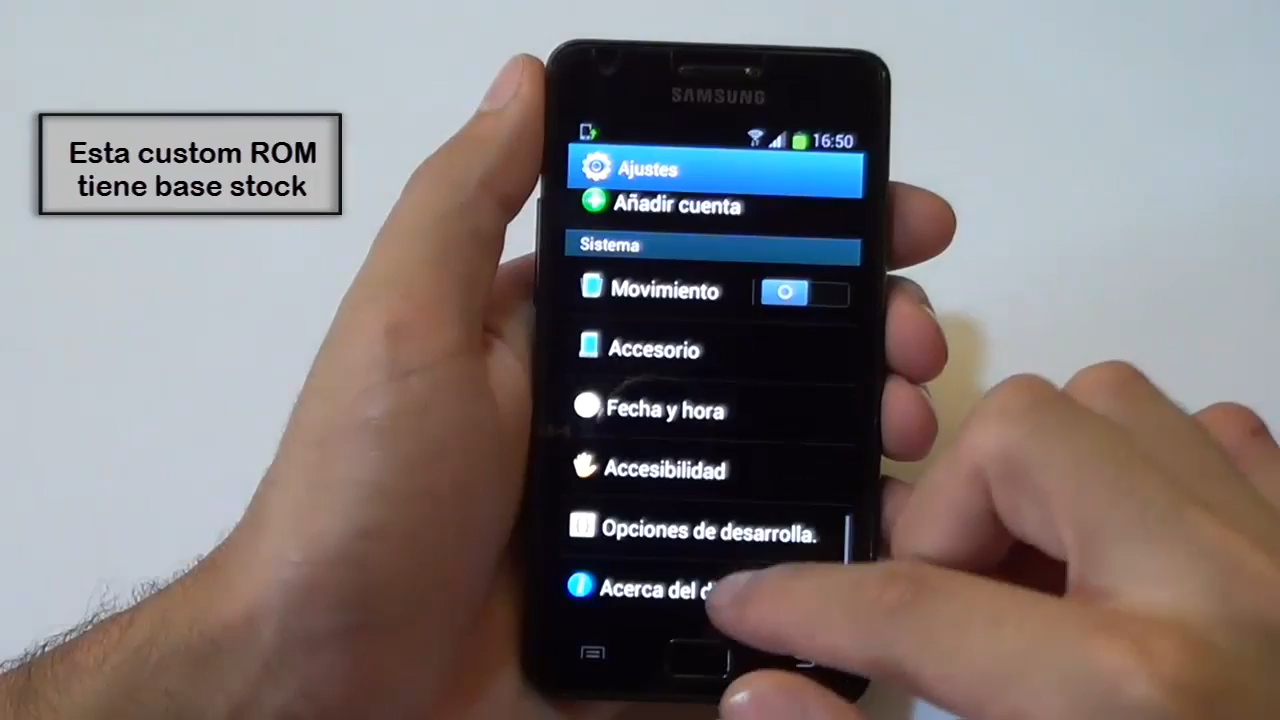 Esta custom ROM
tiene base stock
SAMSUNG
16:50
Ajustes
Añadir cuenta
Sistema
Movimiento
Accesorio
Fecha y hora
Accesibilidad
Opciones de desarrolla.
Acerca del d